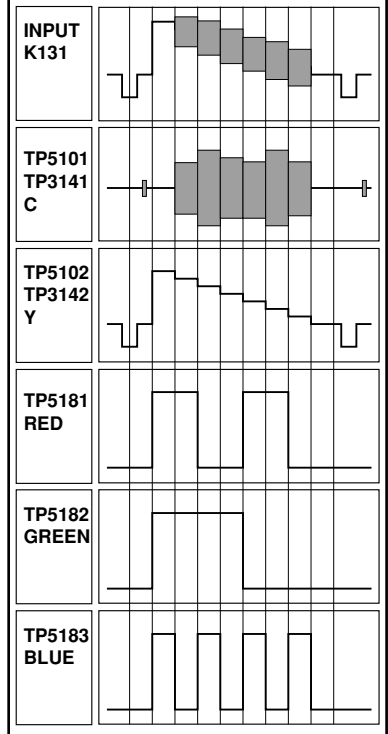 INPUT
K131
TP5101
TP3141
C
TP5102
TP3142
Y
TP5181
RED
TP5182
GREEN
TP5183
BLUE